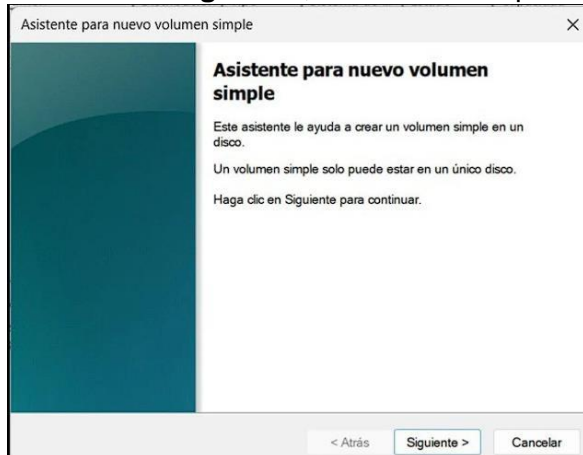 Asistente para nuevo volumen simple
Asistente para nuevo volumen
simple
Este asistente le ayuda a crear un volumen simple en un
disco.
Un volumen simple solo puede estar en un único disco.
Haga clic en Siguiente para continuar.
< Atrás
Siguiente >
Cancelar